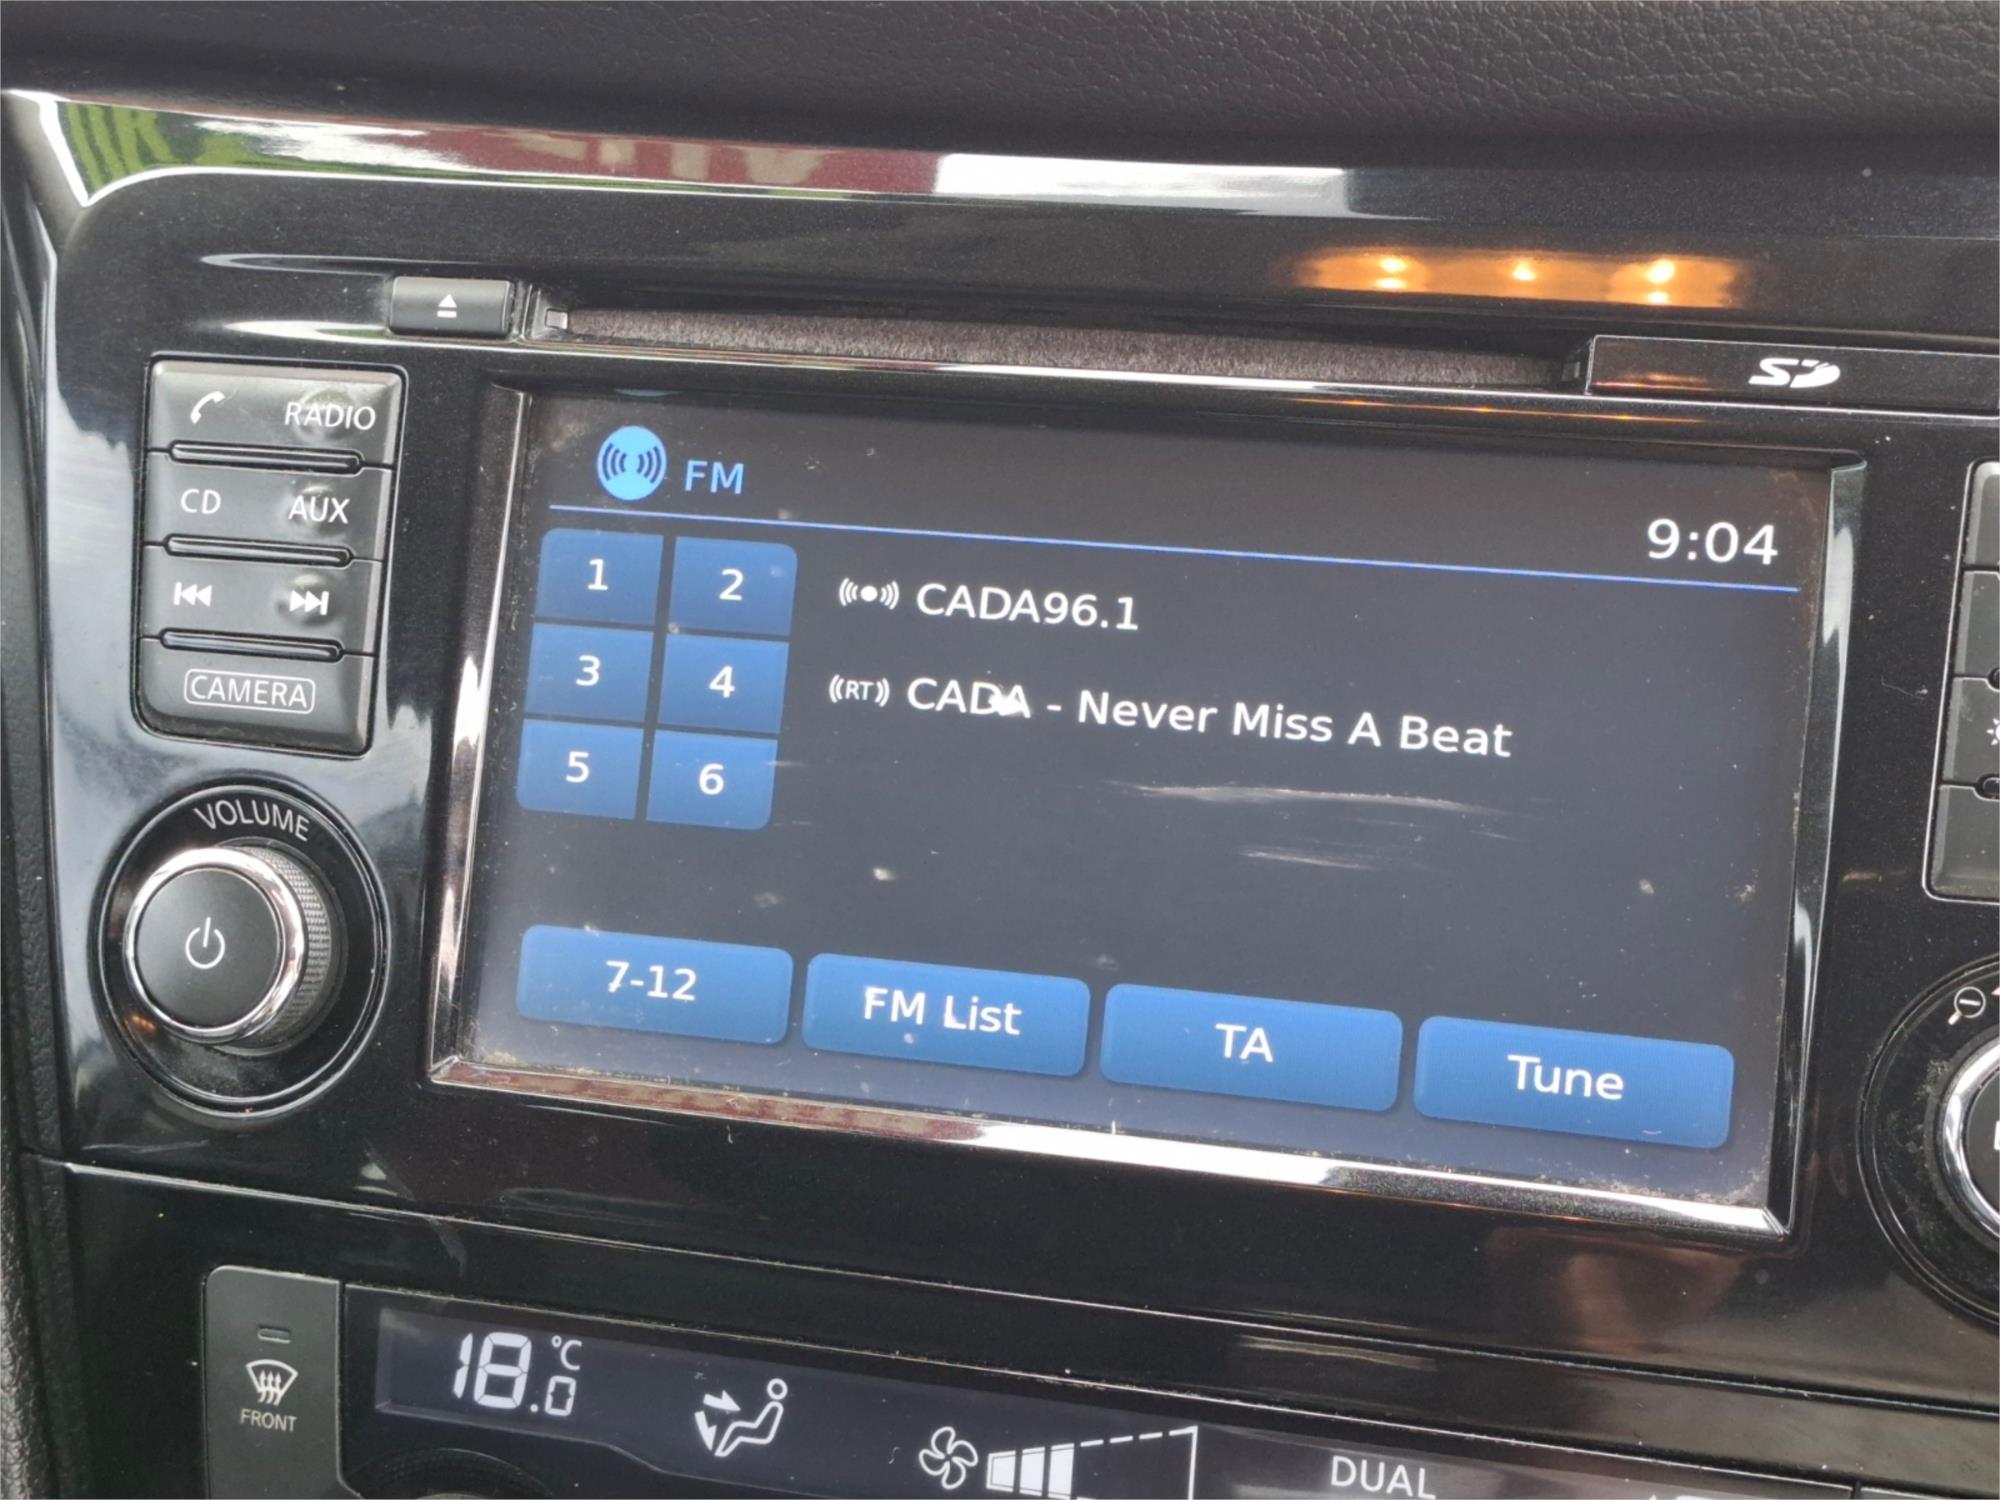 SD
RADIO
CD AUX
CAMERA
VOLUME
FM
9:04
1 2
3 4
5 6
CADA96.1
RT CADA - Never Miss A Beat
7-12 FM List TA Tune
FRONT
18.0 °C
DUAL